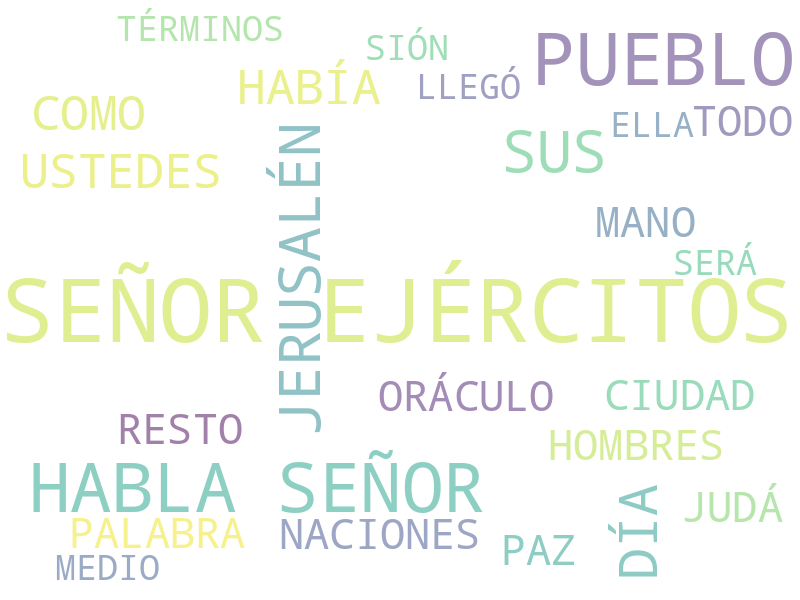 TÉRMINOS
SIÓN
PUEBLO
HABÍA
LLEGÓ
COMO
ELLA
TODO
SUS
USTEDES
JERUSALÉN
MANO
SERÁ
SEÑOR EJÉRCITOS
ORÁCULO
CIUDAD
RESTO
HOMBRES
HABLA SEÑOR
DÍA
JUDÁ
PALABRA
NACIONES
PAZ
MEDIO